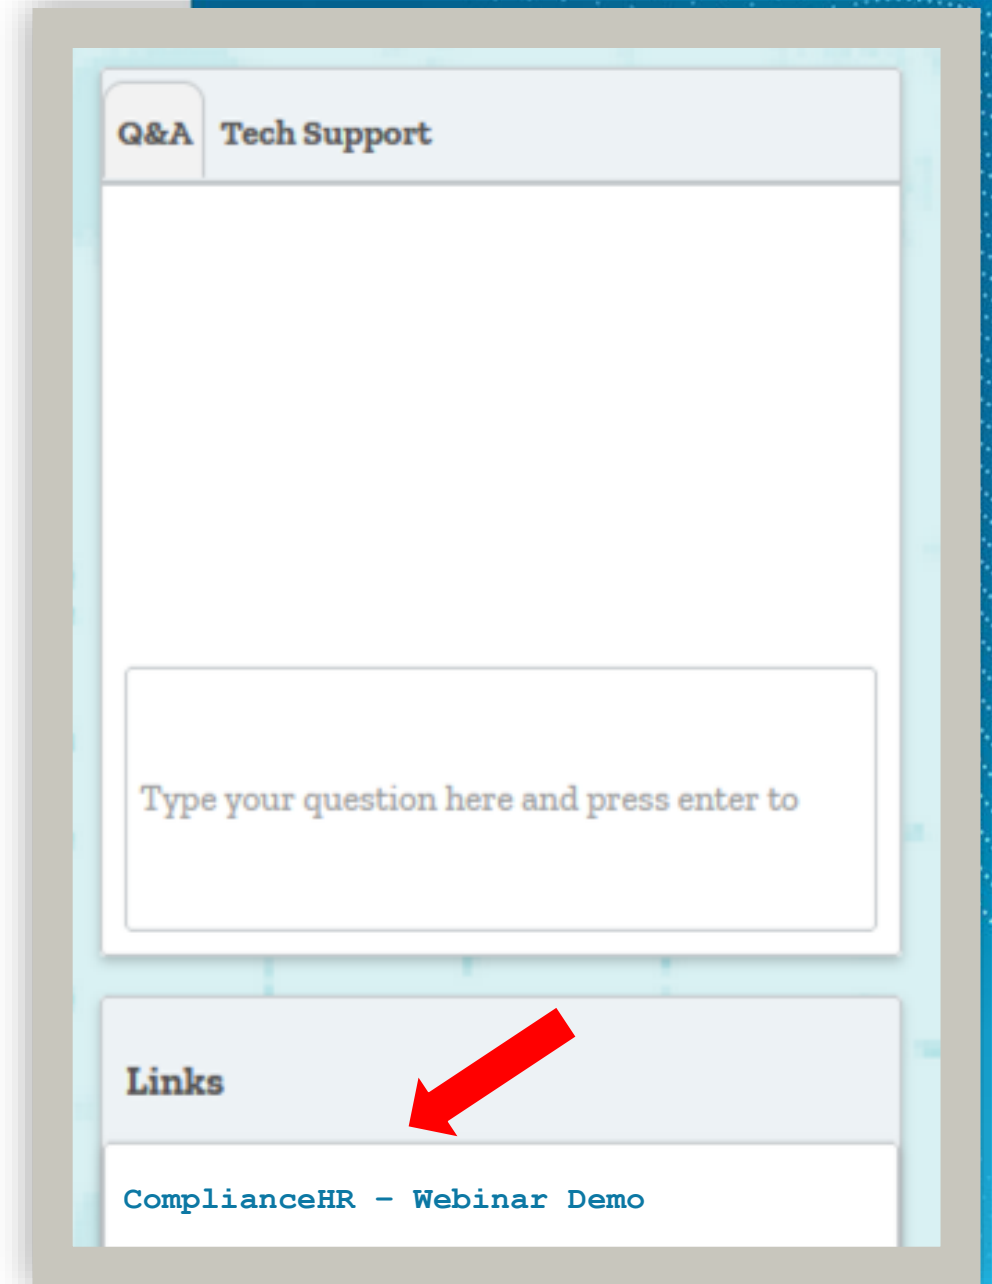 Q&A Tech Support
Type your question here and press enter to
Links
ComplianceHR – Webinar Demo